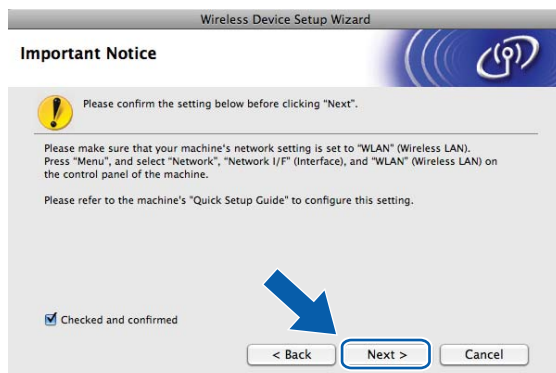 Wireless Device Setup Wizard
Important Notice
Please confirm the setting below before clicking "Next".
Please make sure that your machine's network setting is set to "WLAN" (Wireless LAN).
Press "Menu", and select "Network", "Network I/F" (Interface), and "WLAN" (Wireless LAN) on
the control panel of the machine.
Please refer to the machine's "Quick Setup Guide" to configure this setting.
Checked and confirmed
< Back Next > Cancel